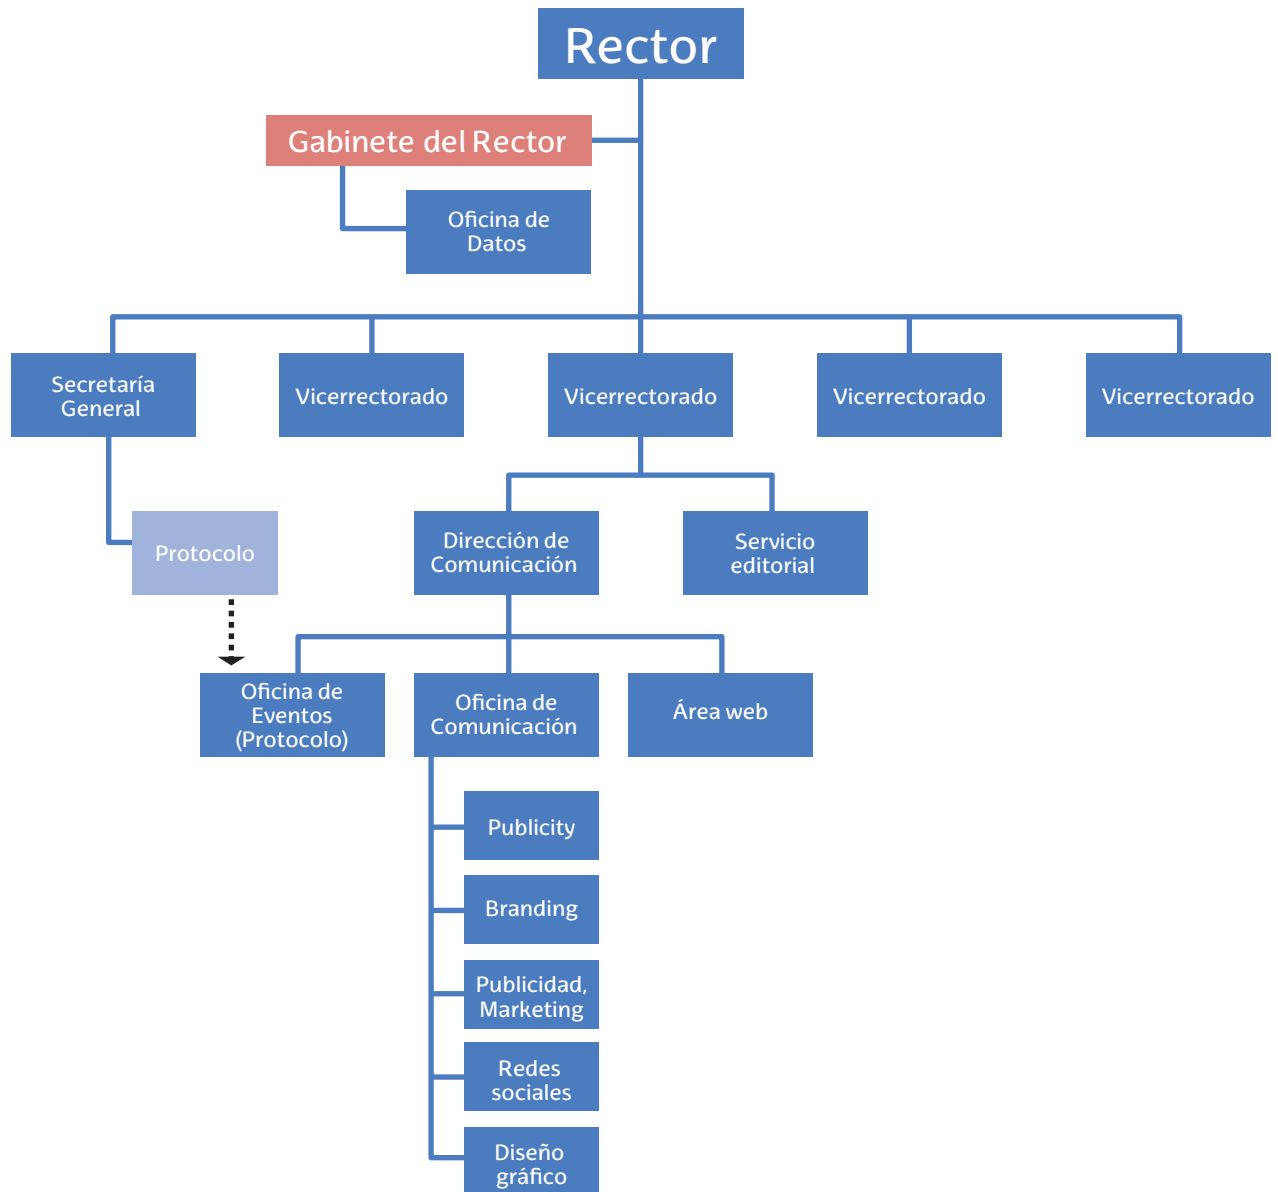 Rector
Gabinete del Rector
Oficina de
Datos
Secretaría
General
Vicerrectorado
Vicerrectorado
Vicerrectorado
Vicerrectorado
Protocolo
Dirección de
Comunicación
Servicio
editorial
Oficina de
Eventos
(Protocolo)
Oficina de
Comunicación
Área web
Publicity
Branding
Publicidad,
Marketing
Redes
sociales
Diseño
gráfico